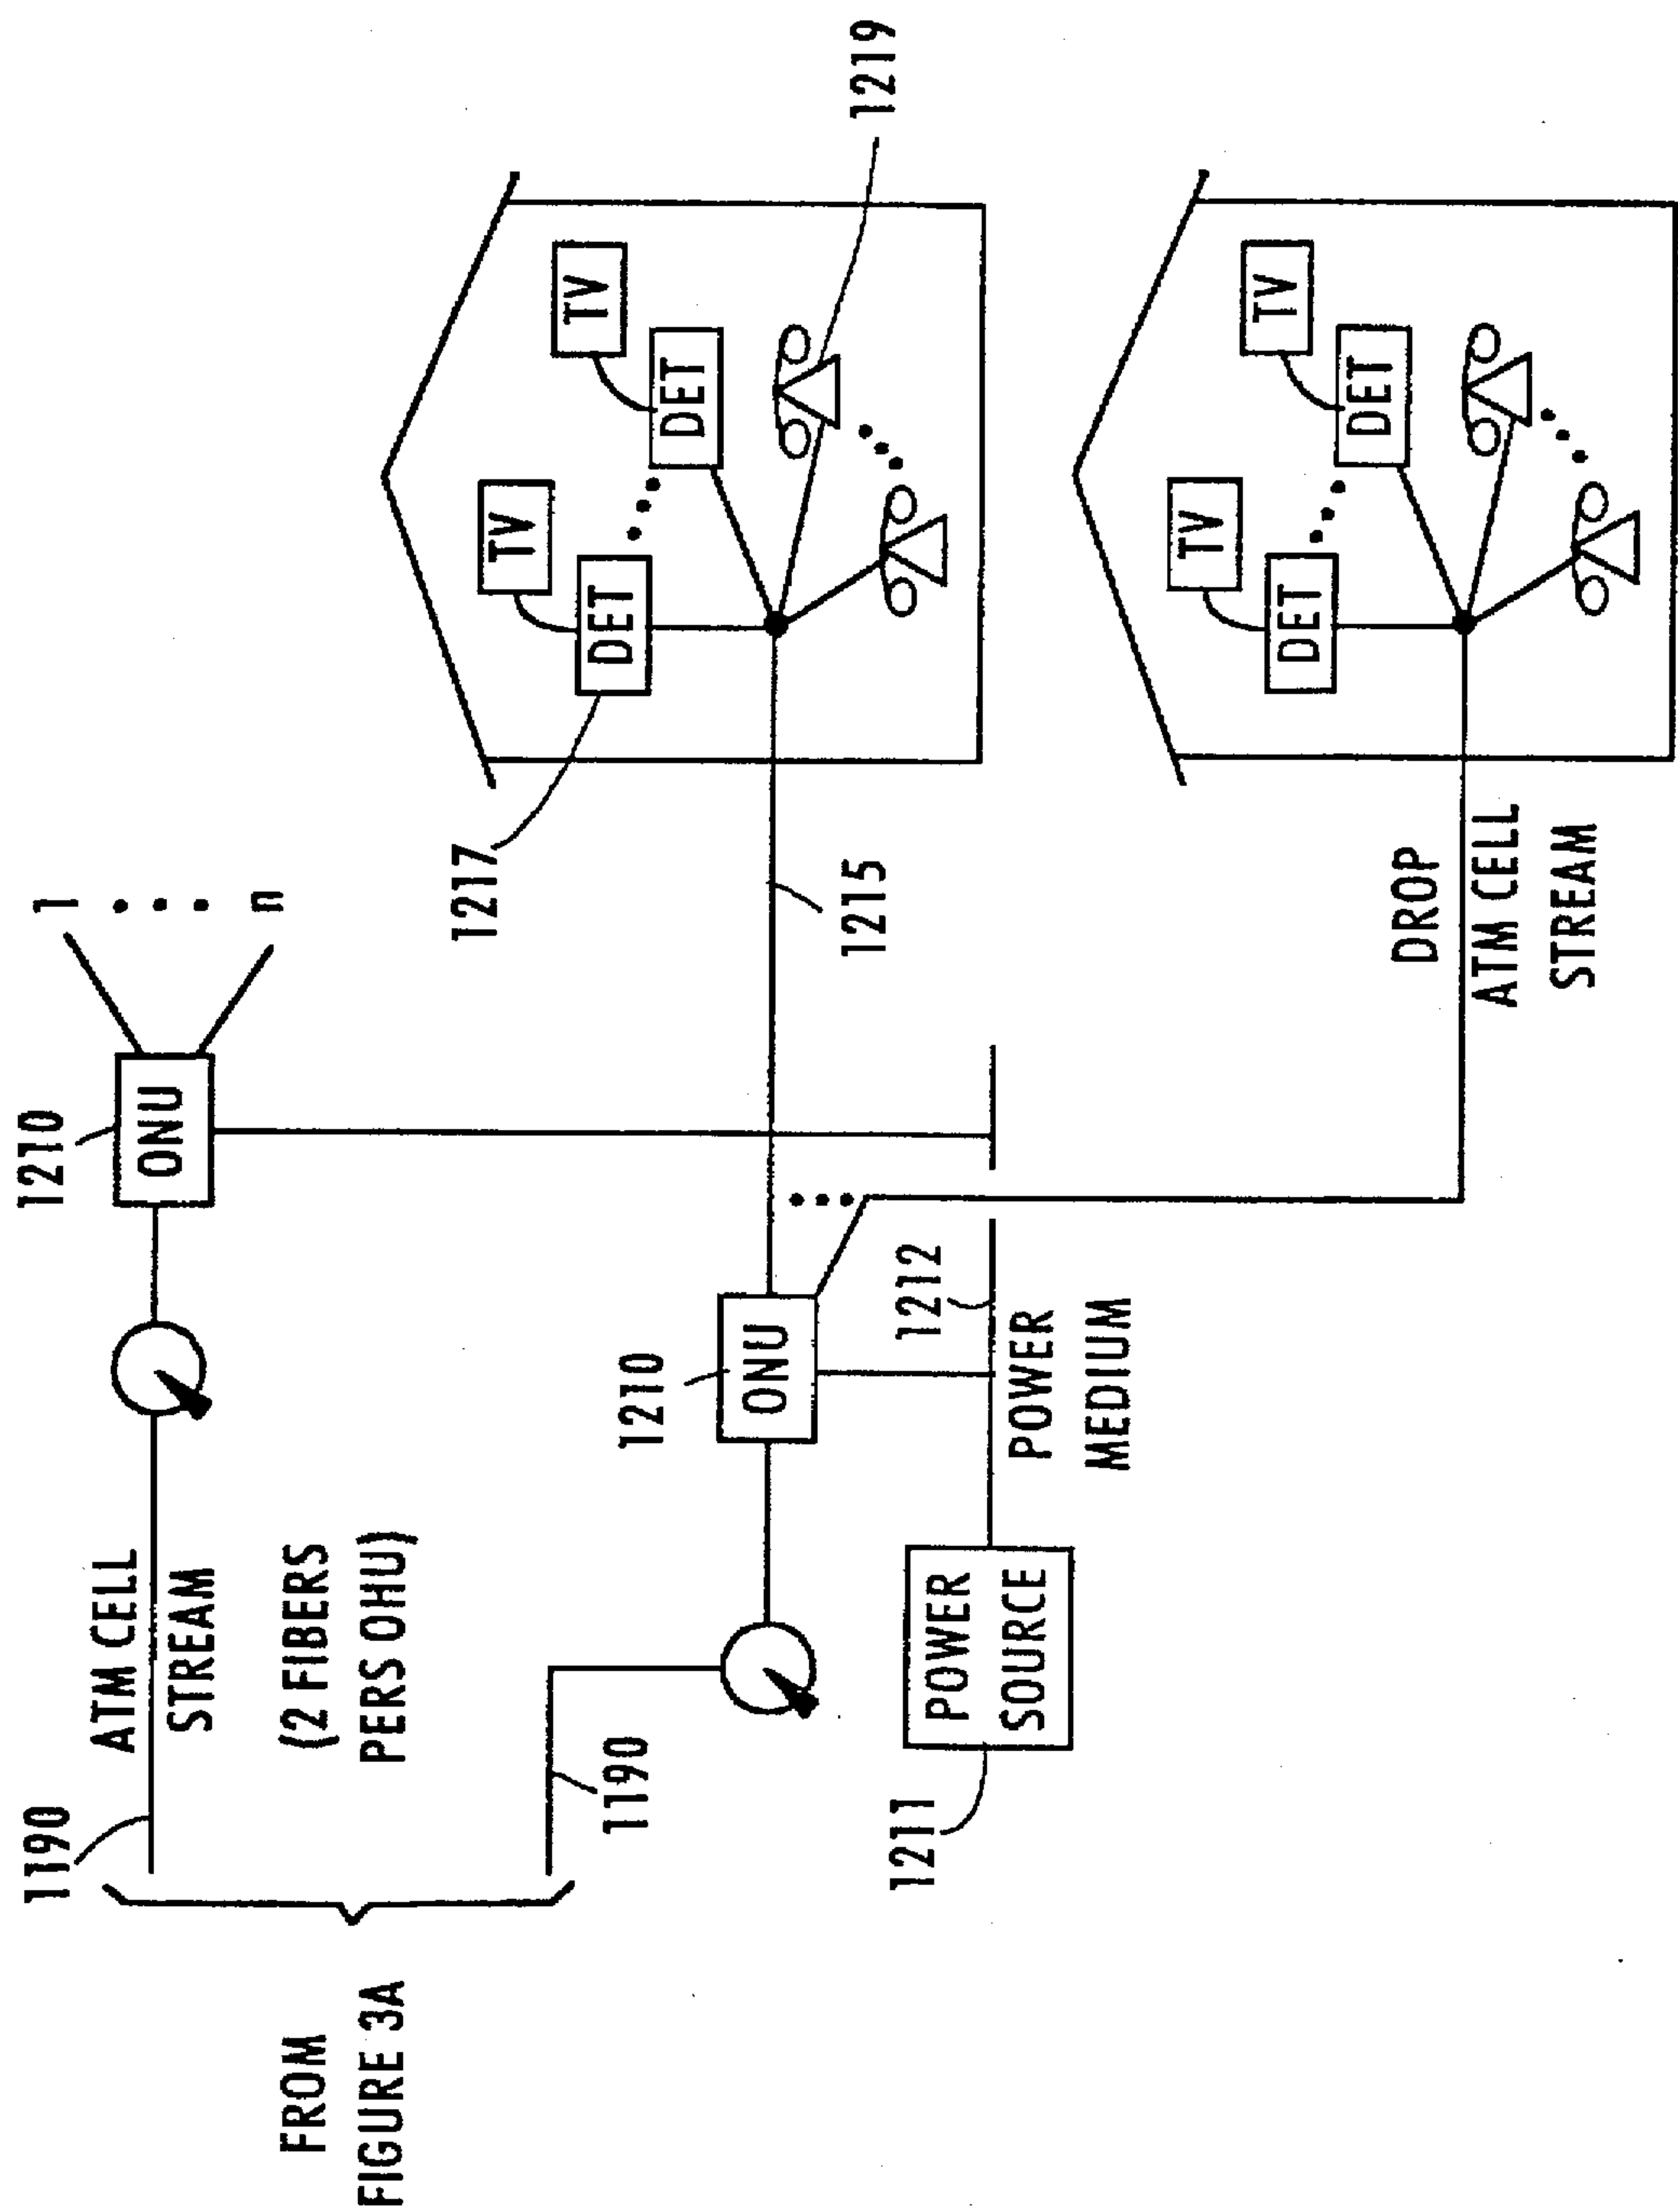 FROM
FIGURE 3A
1190
ATM CELL
STREAM
(2 FIBERS
PERS OHU)
1190
1210
ONU
1
n
1210
ONU
1211
POWER
SOURCE
1212
POWER
MEDIUM
1215
1217
DET
TV
DET
TV
1219
DROP
ATM CELL
STREAM
DET
TV
DET
TV